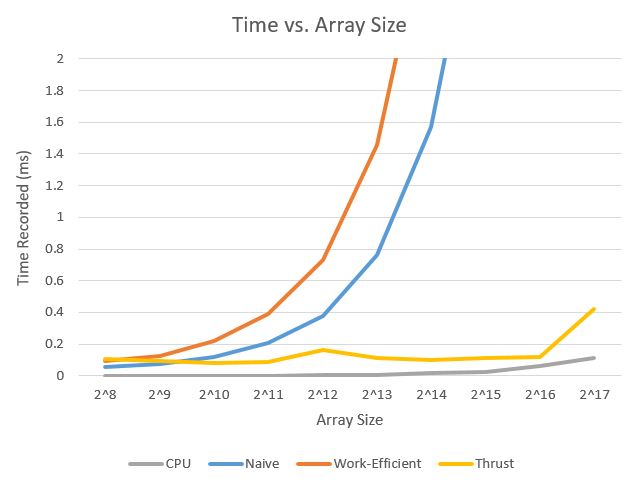 Time vs. Array Size
2
1.8
1.6
1.4
1.2
1
0.8
0.6
0.4
0.2
0
Time Recorded (ms)
2^8 2^9 2^10 2^11 2^12 2^13 2^14 2^15 2^16 2^17
Array Size
CPU Naive Work-Efficient Thrust